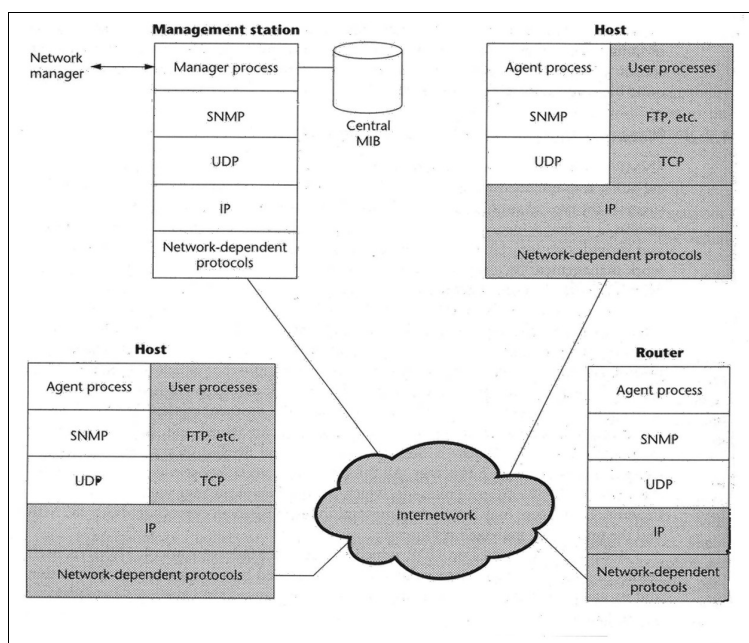 Management station
Network
manager
Manager process
SNMP
UDP
IP
Network-dependent
protocols
Central
MIB
Host
Agent process
User processes
SNMP
FTP, etc.
UDP
TCP
IP
Network-dependent protocols
Host
Agent process
User processes
SNMP
FTP, etc.
UDP
TCP
IP
Network-dependent protocols
Internetwork
Router
Agent process
SNMP
UDP
IP
Network-dependent
protocols